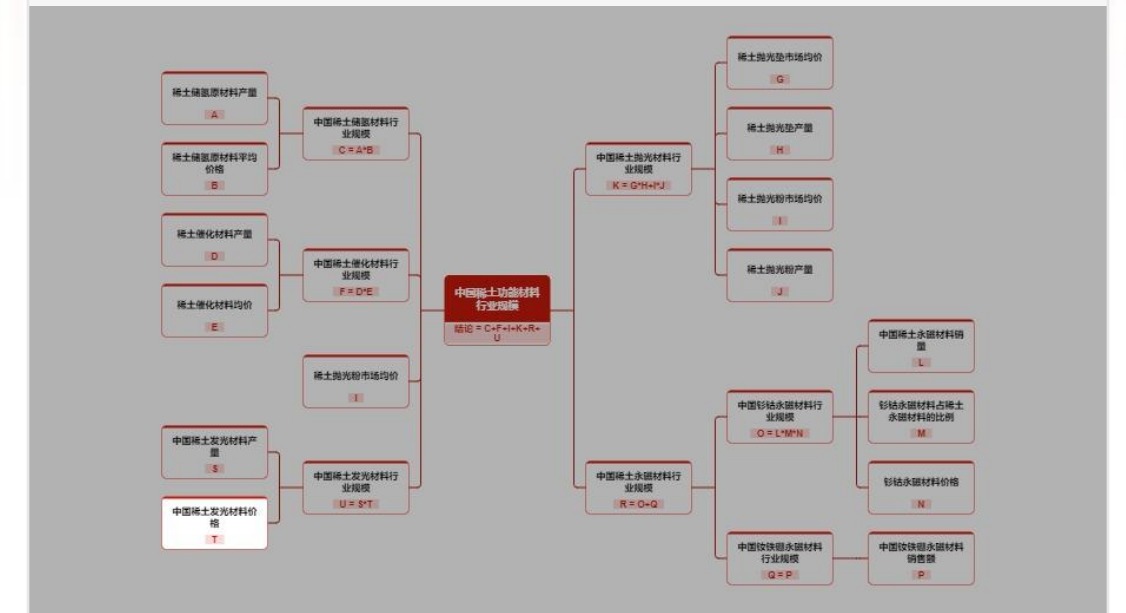 稀土储氢原材料产量
A
稀土储氢原材料平均
价格
B
中国稀土储氢材料行
业规模
C = A*B
稀土催化材料产量
D
稀土催化材料均价
E
中国稀土催化材料行
业规模
F = D*E
稀土抛光粉市场均价
I
中国稀土发光材料产
量
S
中国稀土发光材料价
格
T
中国稀土发光材料行
业规模
U = S*T
中国稀土功能材料
行业规模
结论 = C+F+I+K+R+
U
中国稀土抛光材料行
业规模
K = G*H+I*J
稀土抛光垫市场均价
G
稀土抛光垫产量
H
稀土抛光粉市场均价
I
稀土抛光粉产量
J
中国稀土永磁材料行
业规模
R = O+Q
中国钐钴永磁材料行
业规模
O = L*M*N
中国稀土永磁材料销
量
L
钐钴永磁材料占稀土
永磁材料的比例
M
钐钴永磁材料价格
N
中国钕铁硼永磁材料
行业规模
Q = P
中国钕铁硼永磁材料
销售额
P